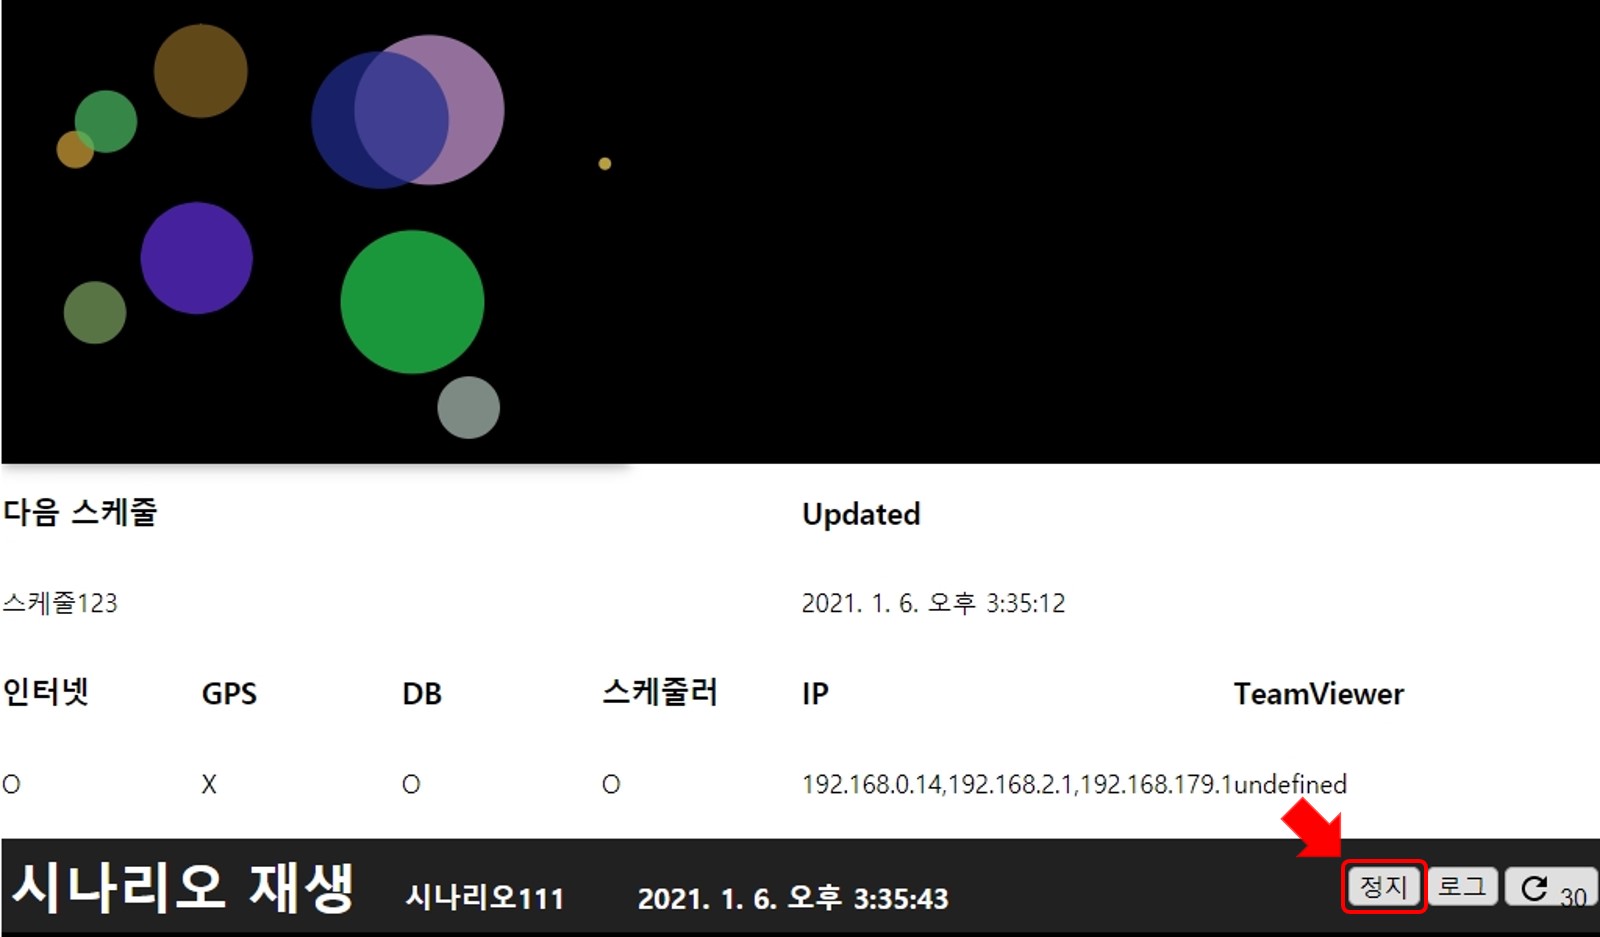 다음 스케줄 Updated
스케줄123 2021. 1. 6. 오후 3:35:12
인터넷 GPS DB 스케줄러 IP TeamViewer
O X O O 192.168.0.14,192.168.2.1,192.168.179.1undefined
시나리오 재생 시나리오111 2021. 1. 6. 오후 3:35:43 정지 로그 30